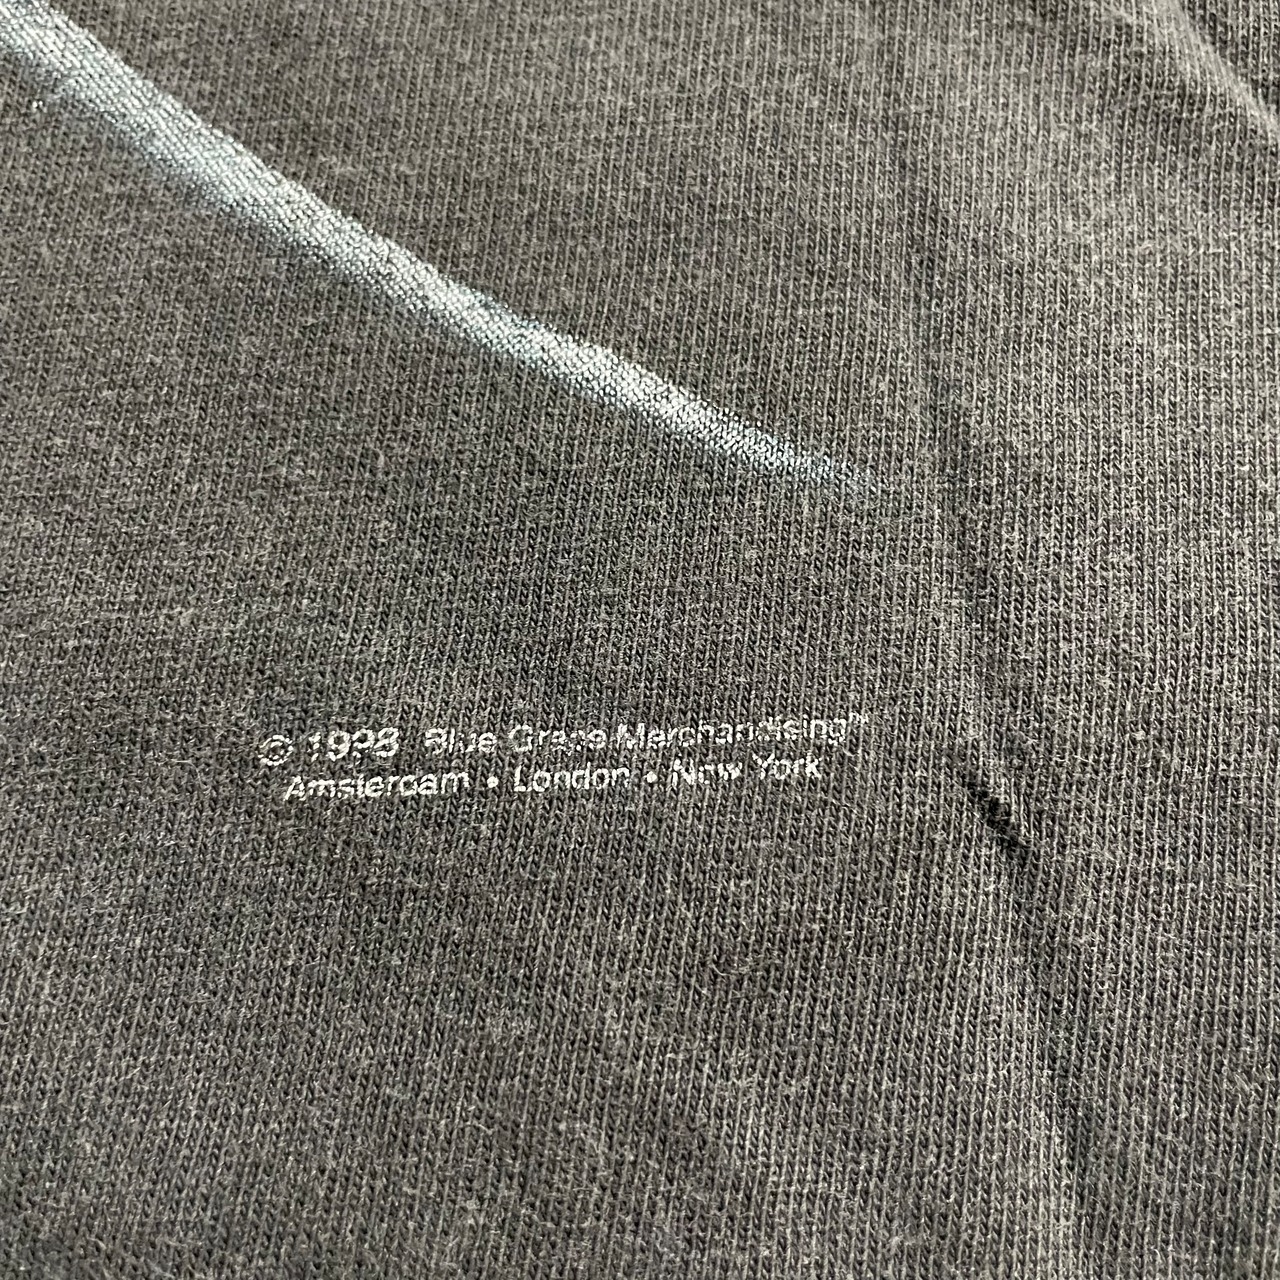 © 1998 Blue Grape Merchandising™
Amsterdam • London • New York